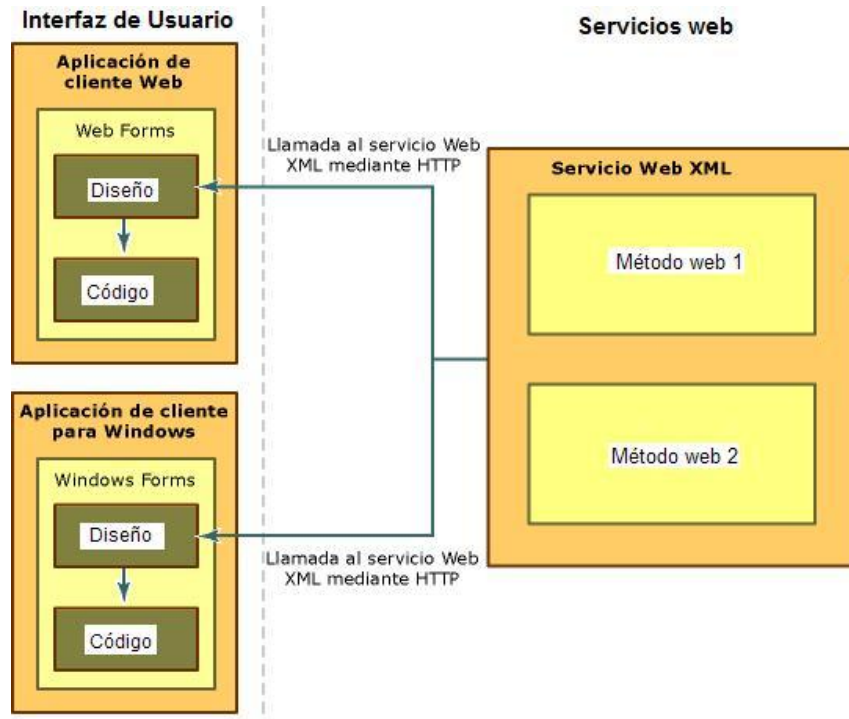 Interfaz de Usuario
Servicios web
Aplicación de
cliente Web
Web Forms
Diseño
Código
Llamada al servicio Web
XML mediante HTTP
Servicio Web XML
Método web 1
Método web 2
Aplicación de cliente
para Windows
Windows Forms
Diseño
Código
Llamada al servicio Web
XML mediante HTTP